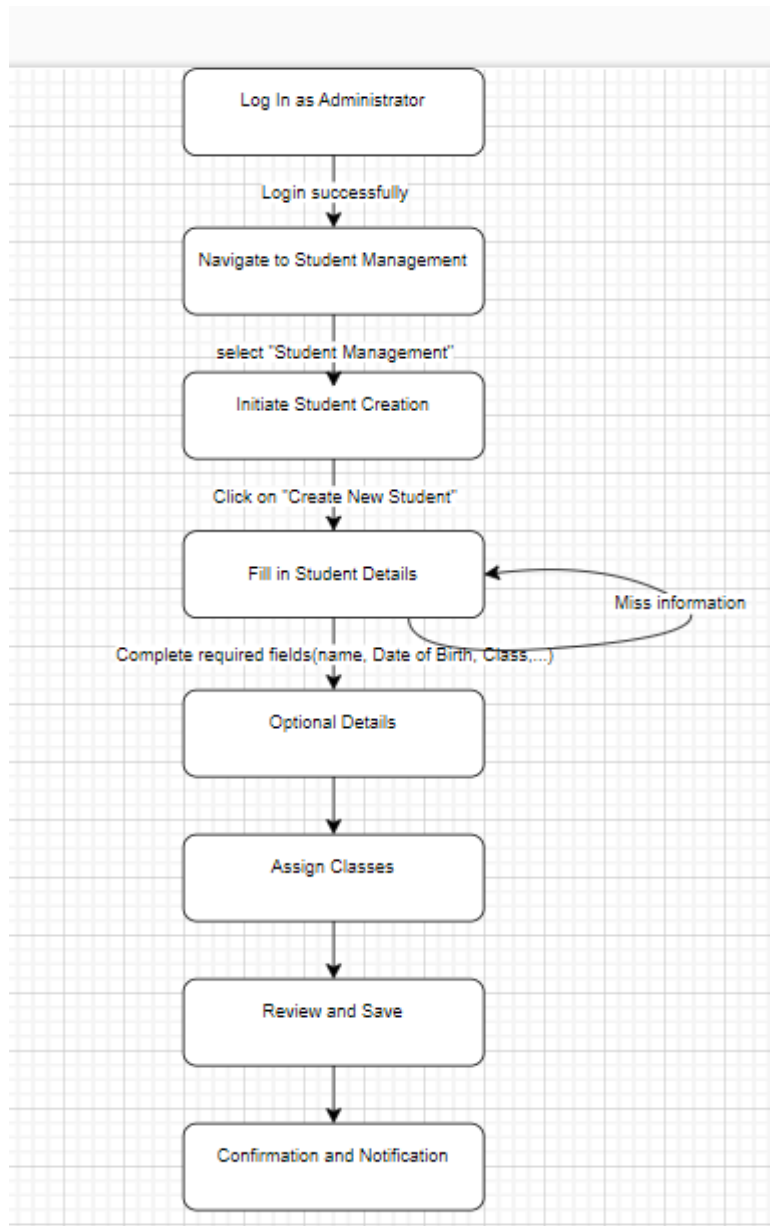 Log In as Administrator
Login successfully
Navigate to Student Management
select "Student Management"
Initiate Student Creation
Click on "Create New Student"
Fill in Student Details
Miss information
Complete required fields(name, Date of Birth, Class,...)
Optional Details
Assign Classes
Review and Save
Confirmation and Notification